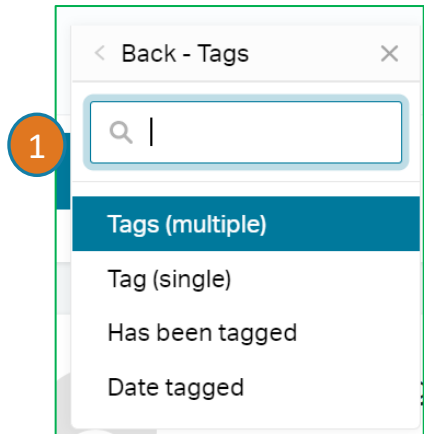 Back - Tags
1
Tags (multiple)
Tag (single)
Has been tagged
Date tagged